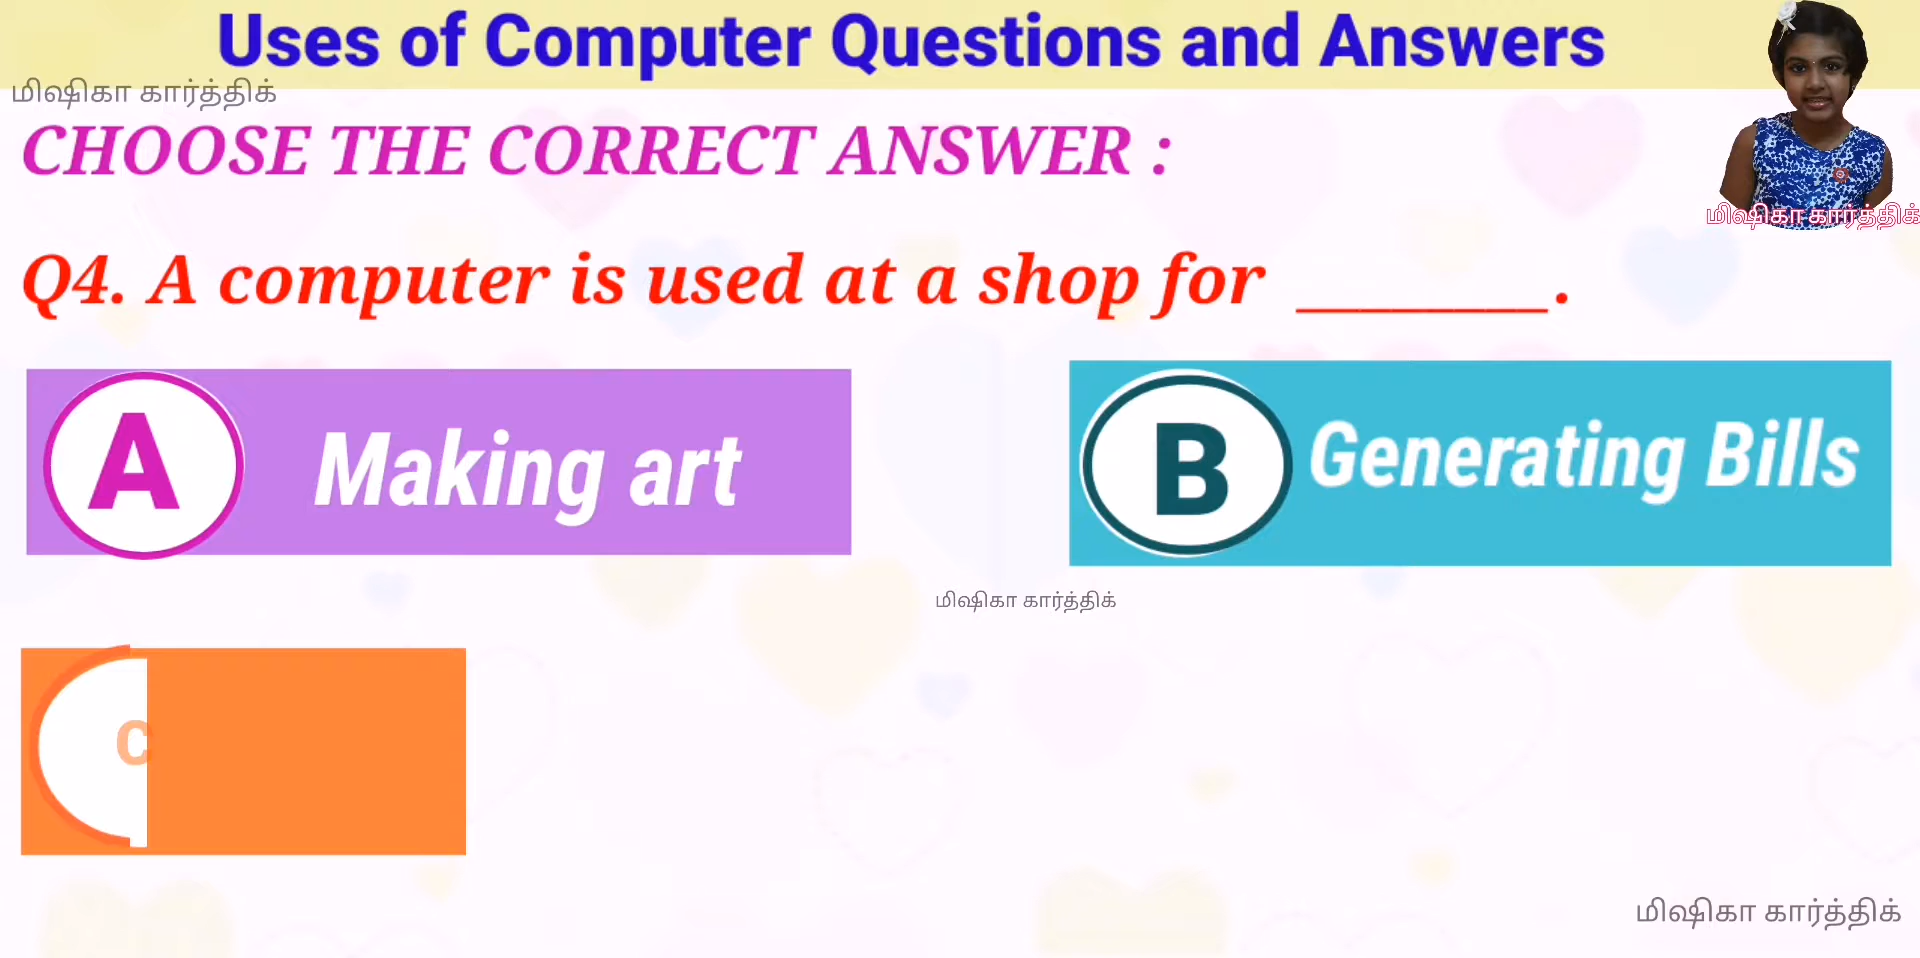 Uses of Computer Questions and Answers
மிஷிகா கார்த்திக்
CHOOSE THE CORRECT ANSWER :
மிஷிகா கார்த்திக்
Q4. A computer is used at a shop for ________.
A Making art
B Generating Bills
மிஷிகா கார்த்திக்
C
மிஷிகா கார்த்திக்